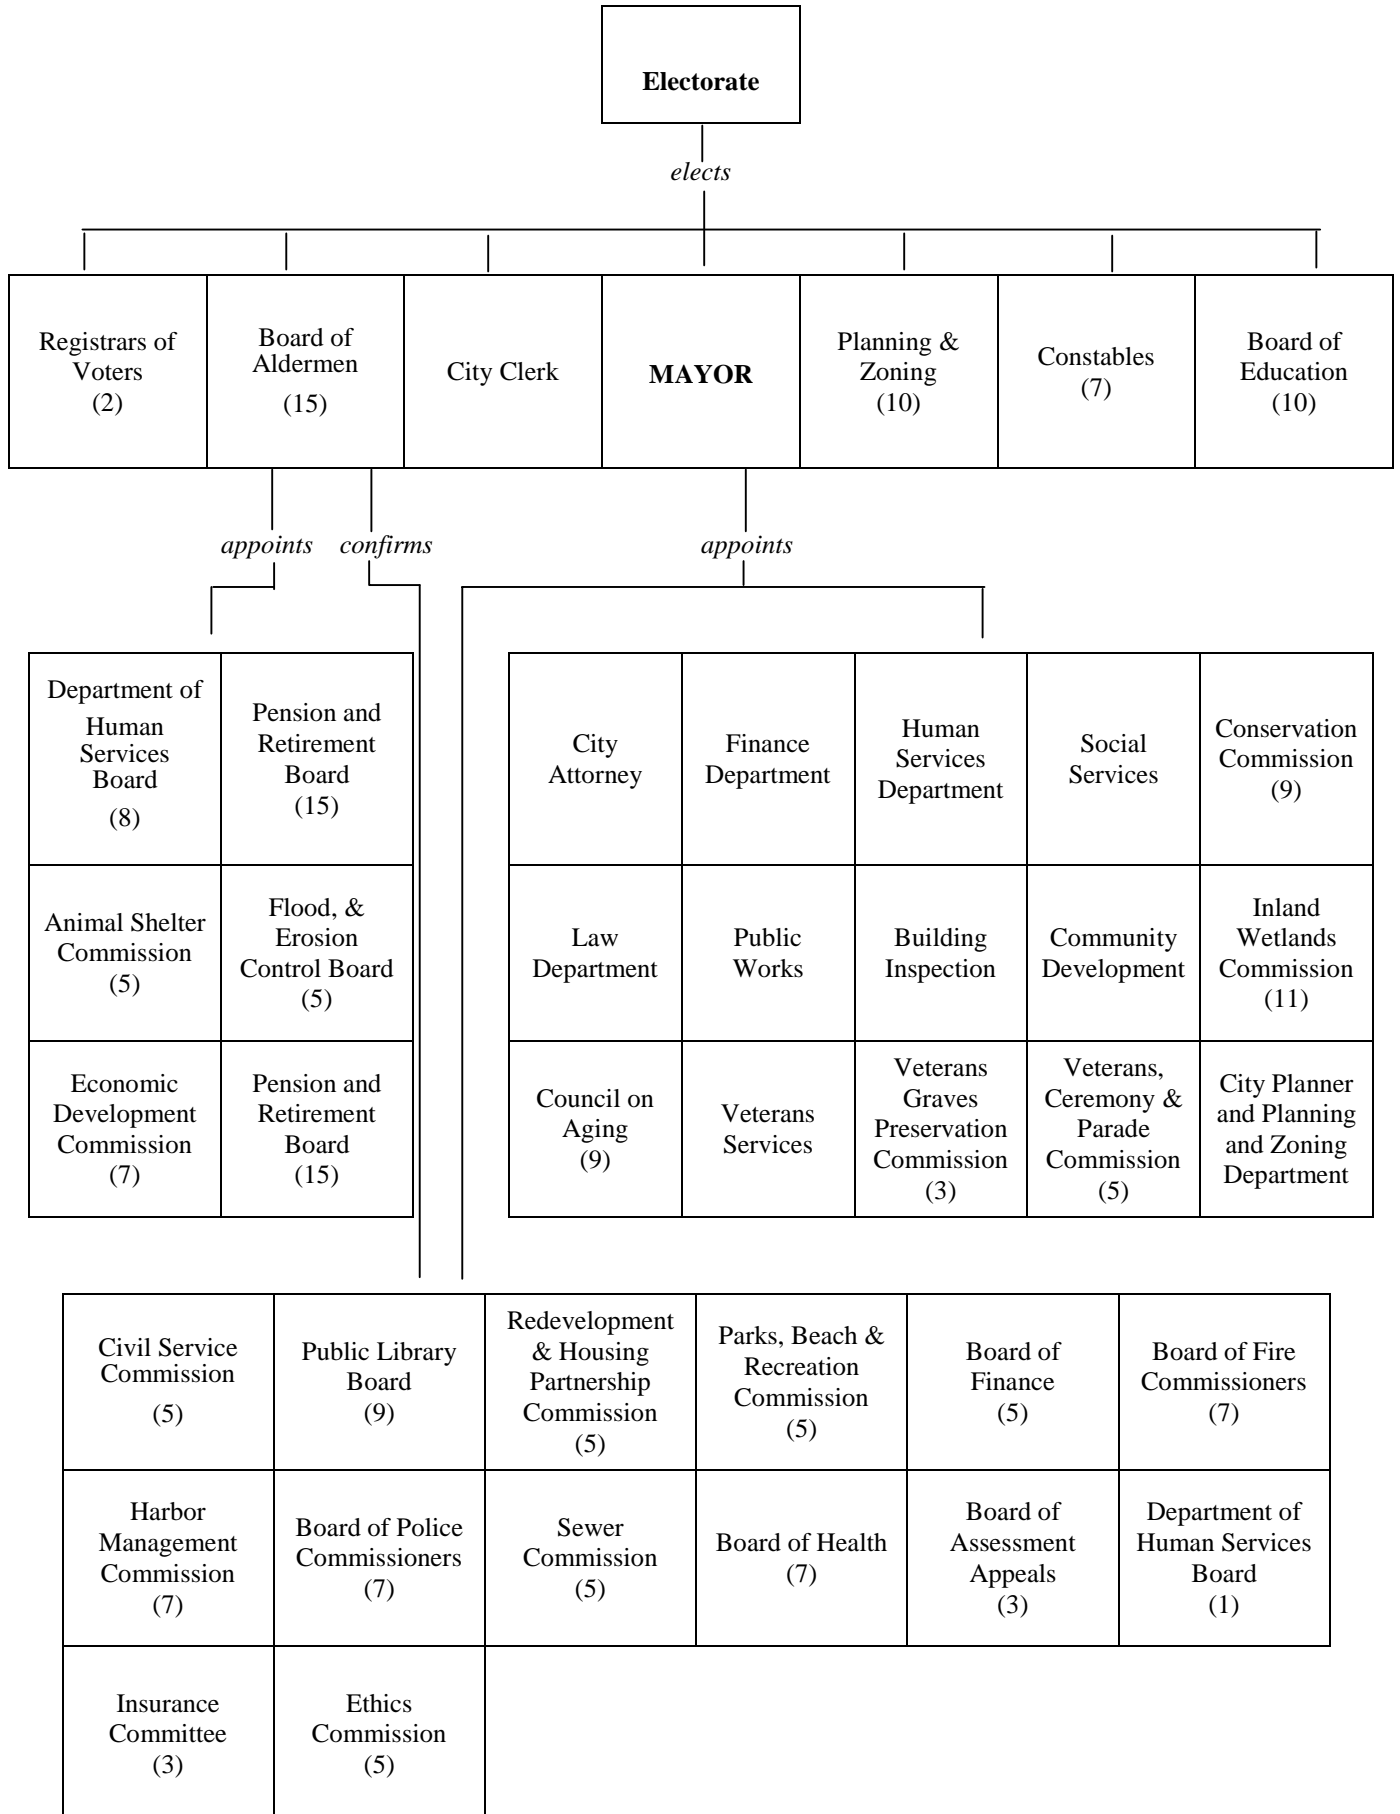 Electorate
elects
Registrars of
Voters
(2)
Board of
Aldermen
(15)
City Clerk
MAYOR
Planning &
Zoning
(10)
Constables
(7)
Board of
Education
(10)
appoints
confirms
appoints
Department of
Human
Services
Board
(8)
Pension and
Retirement
Board
(15)
Animal Shelter
Commission
(5)
Flood, &
Erosion
Control Board
(5)
Economic
Development
Commission
(7)
Pension and
Retirement
Board
(15)
City
Attorney
Finance
Department
Human
Services
Department
Social
Services
Conservation
Commission
(9)
Law
Department
Public
Works
Building
Inspection
Community
Development
Inland
Wetlands
Commission
(11)
Council on
Aging
(9)
Veterans
Services
Veterans
Graves
Preservation
Commission
(3)
Veterans,
Ceremony &
Parade
Commission
(5)
City Planner
and Planning
and Zoning
Department
Civil Service
Commission
(5)
Public Library
Board
(9)
Redevelopment
& Housing
Partnership
Commission
(5)
Parks, Beach &
Recreation
Commission
(5)
Board of
Finance
(5)
Board of Fire
Commissioners
(7)
Harbor
Management
Commission
(7)
Board of Police
Commissioners
(7)
Sewer
Commission
(5)
Board of Health
(7)
Board of
Assessment
Appeals
(3)
Department of
Human Services
Board
(1)
Insurance
Committee
(3)
Ethics
Commission
(5)